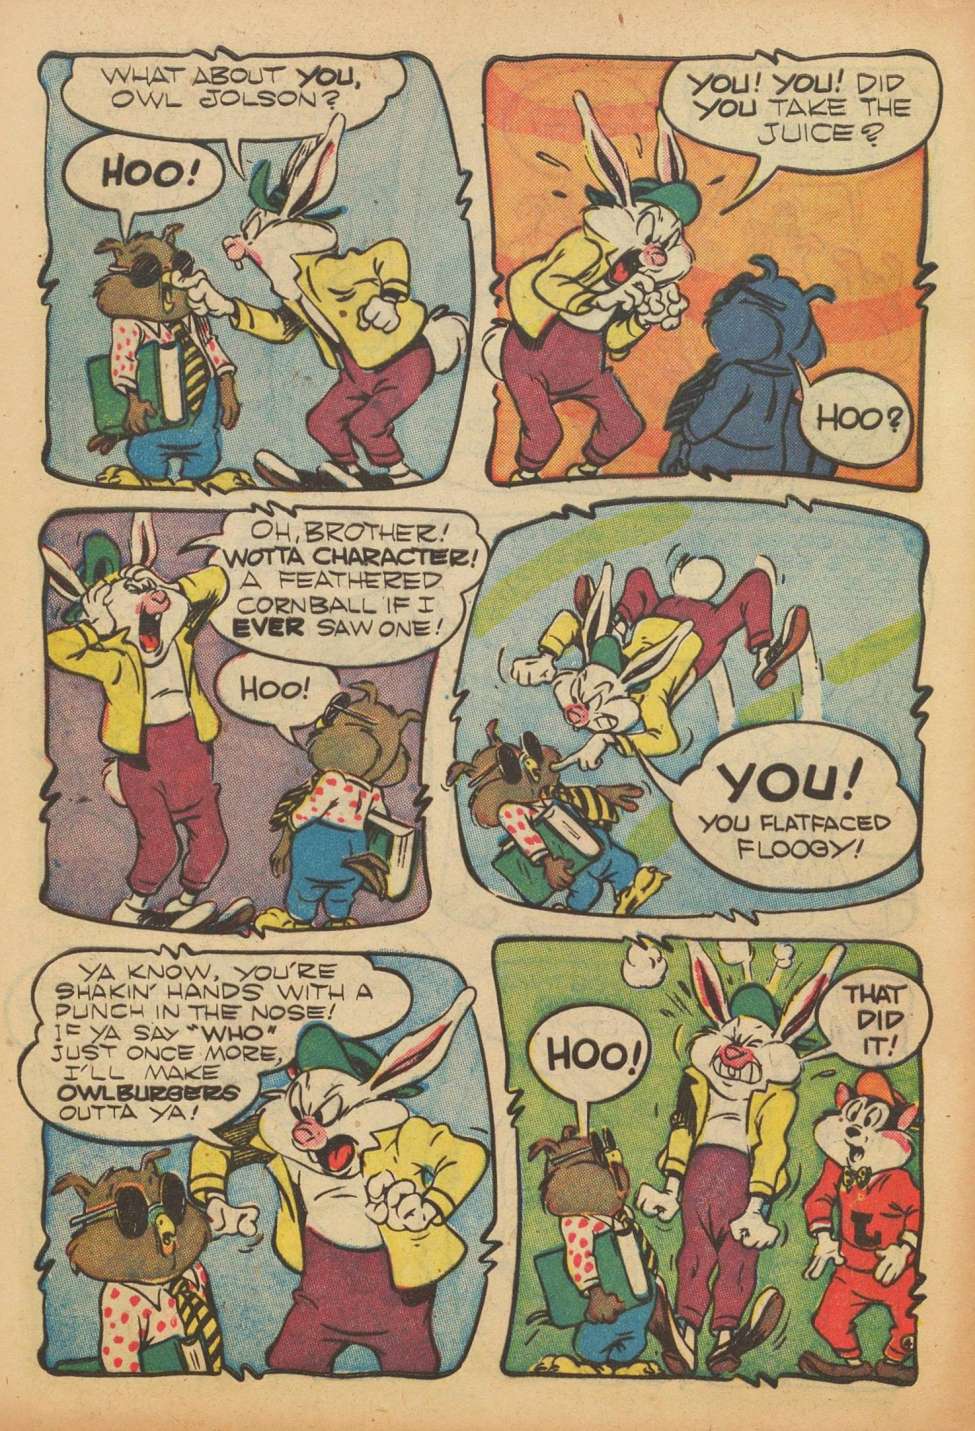 WHAT ABOUT YOU,
OWL JOLSON?
HOO!
YOU! YOU! DID
YOU TAKE THE
JUICE?
HOO?
OH, BROTHER!
WOTTA CHARACTER!
A FEATHERED
CORNBALL IF I
EVER SAW ONE!
HOO!
YOU!
YOU FLATFACED
FLOOGY!
YA KNOW, YOU'RE
SHAKIN' HANDS WITH A
PUNCH IN THE NOSE!
IF YA SAY "WHO"
JUST ONCE MORE,
I'LL MAKE
OWLBURGERS
OUTTA YA!
HOO!
THAT
DID
IT!
L